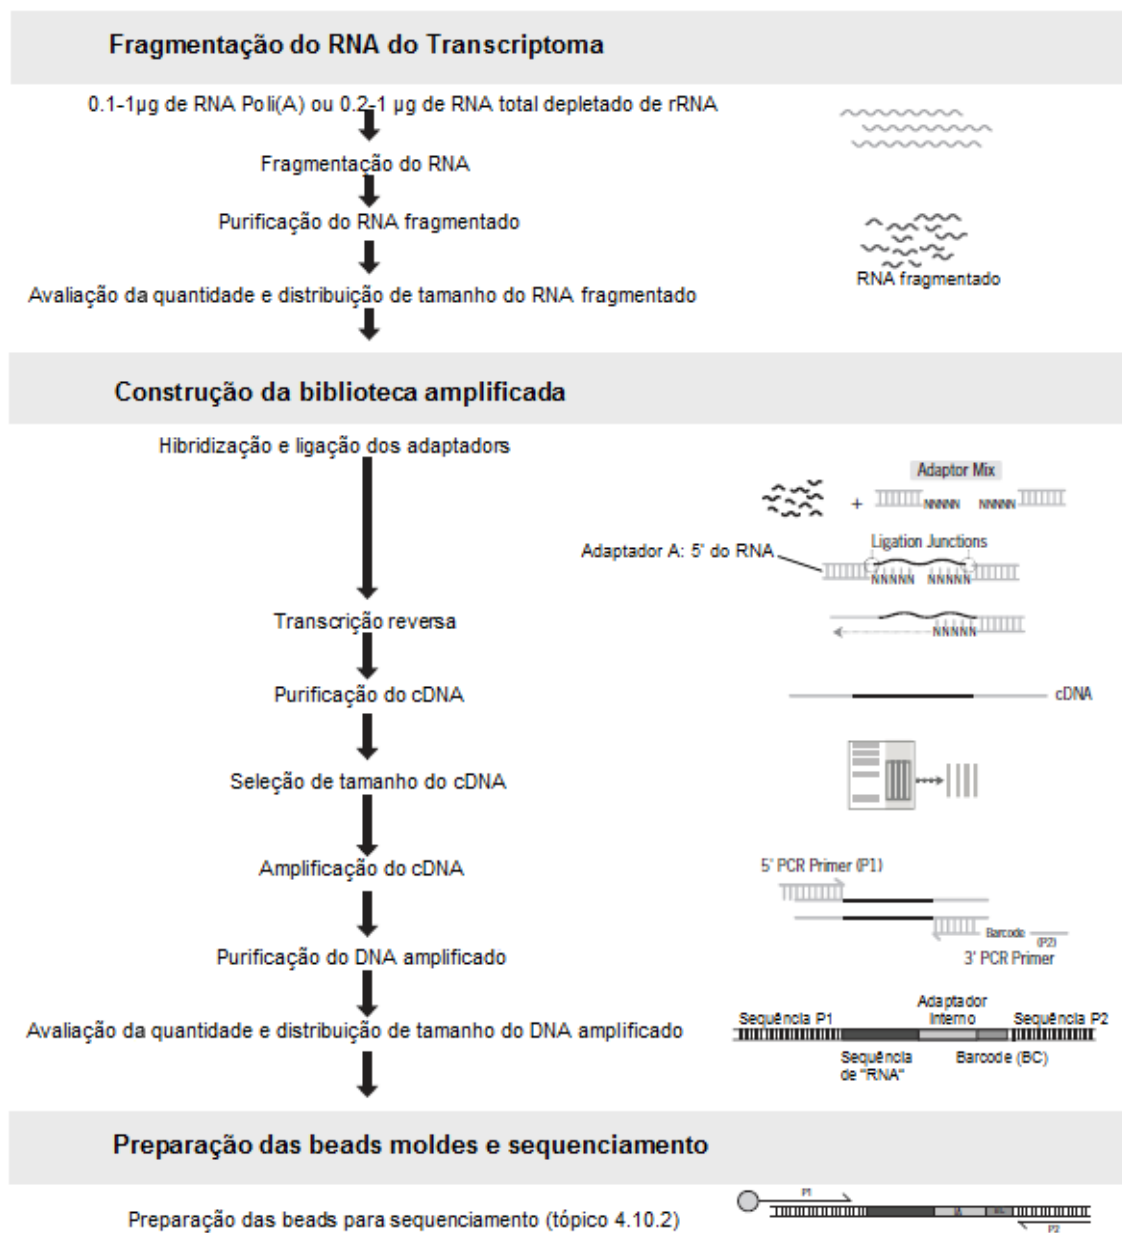 Fragmentação do RNA do Transcriptoma
0.1-1µg de RNA Poli(A) ou 0.2-1 µg de RNA total depletado de rRNA
Fragmentação do RNA
Purificação do RNA fragmentado
RNA fragmentado
Avaliação da quantidade e distribuição de tamanho do RNA fragmentado
Construção da biblioteca amplificada
Hibridização e ligação dos adaptadors
Adaptor Mix
+ NNNNN NNNNN
Adaptador A: 5' do RNA
Ligation Junctions
NNNNN NNNNN
Transcrição reversa
NNNNN
Purificação do cDNA
cDNA
Seleção de tamanho do cDNA
Amplificação do cDNA
5' PCR Primer (P1)
Barcode
(P2)
3' PCR Primer
Purificação do DNA amplificado
Avaliação da quantidade e distribuição de tamanho do DNA amplificado
Sequência P1
Adaptador
Interno
Sequência P2
Sequência
de "RNA"
Barcode (BC)
Preparação das beads moldes e sequenciamento
Preparação das beads para sequenciamento (tópico 4.10.2)
P1
P2